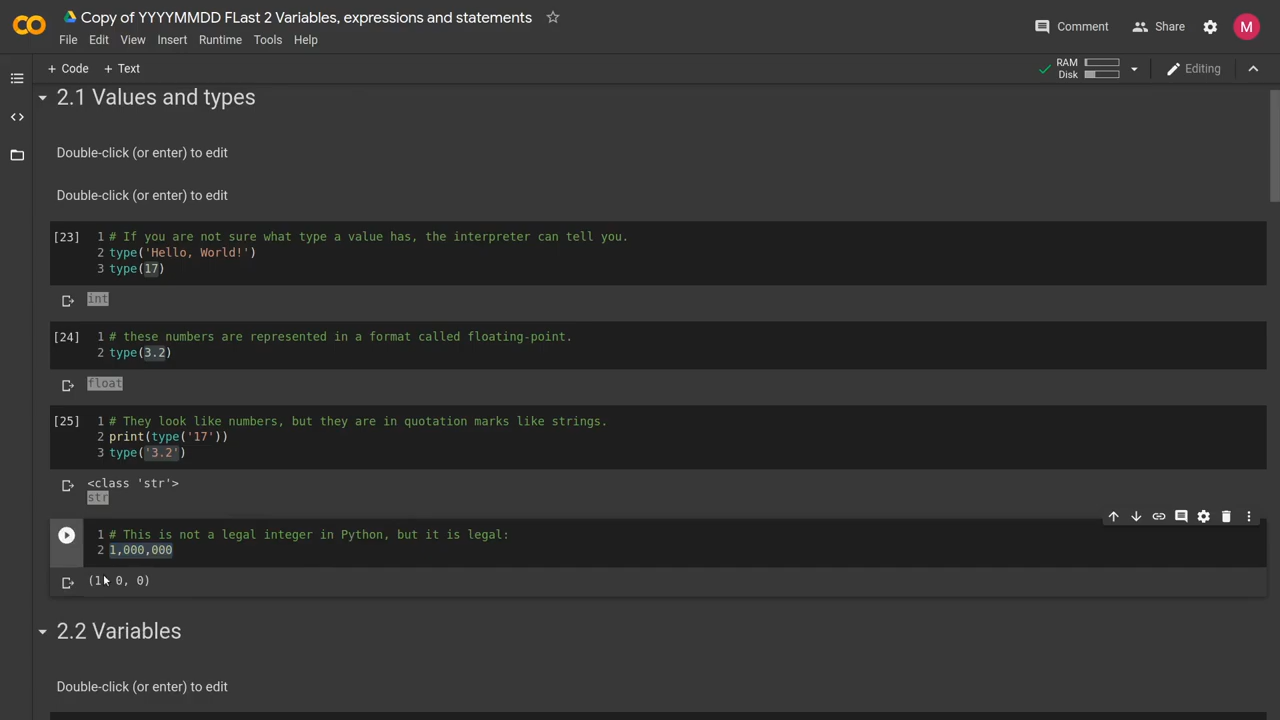 Copy of YYYYMMDD FLast 2 Variables, expressions and statements
File Edit View Insert Runtime Tools Help
Comment Share M
+ Code + Text
RAM
Disk
Editing
2.1 Values and types
Double-click (or enter) to edit
Double-click (or enter) to edit
[23] 1 # If you are not sure what type a value has, the interpreter can tell you.
2 type('Hello, World!')
3 type(17)
int
[24] 1 # these numbers are represented in a format called floating-point.
2 type(3.2)
float
[25] 1 # They look like numbers, but they are in quotation marks like strings.
2 print(type('17'))
3 type('3.2')
<class 'str'>
str
1 # This is not a legal integer in Python, but it is legal:
2 1,000,000
(1, 0, 0)
2.2 Variables
Double-click (or enter) to edit